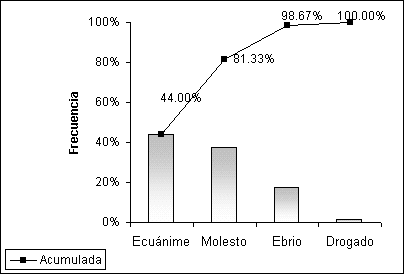 100%
80%
60%
40%
20%
0%
Frecuencia
44.00%
81.33%
98.67%
100.00%
Ecuánime
Molesto
Ebrio
Drogado
Acumulada